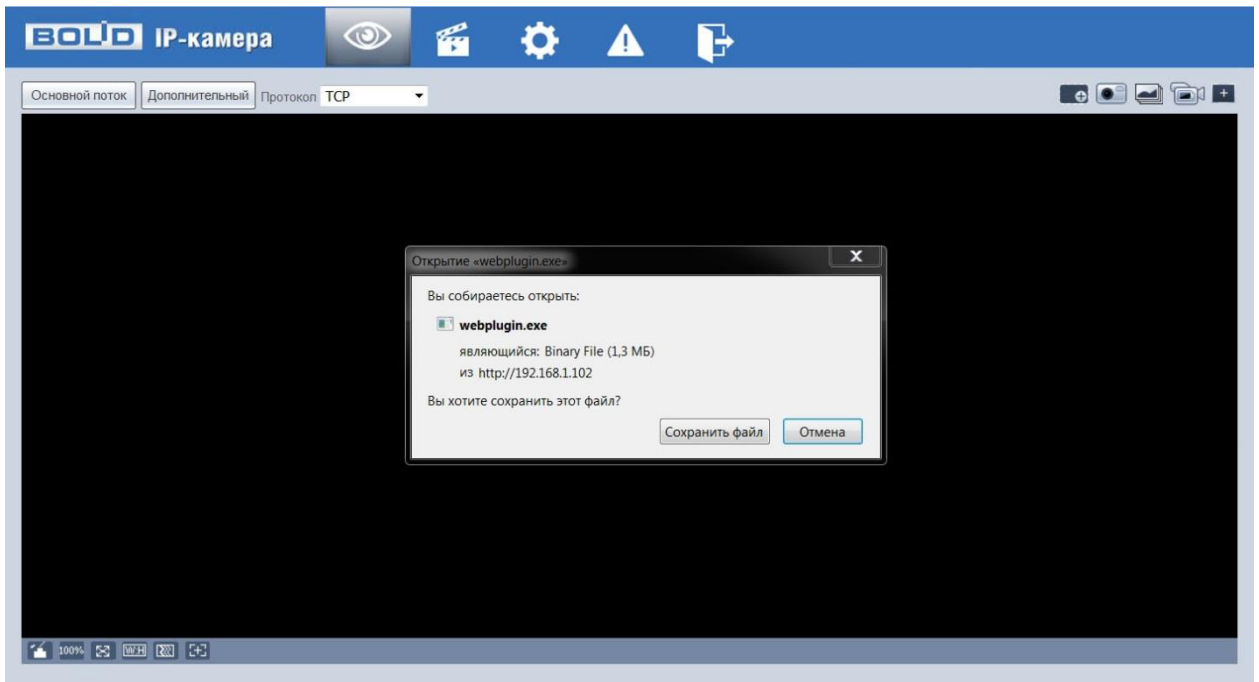 BOLID IP-камера
Основной поток Дополнительный Протокол TCP
Открытие «webplugin.exe»
Вы собираетесь открыть:
webplugin.exe
являющийся: Binary File (1,3 МБ)
из http://192.168.1.102
Вы хотите сохранить этот файл?
Сохранить файл Отмена
100% W:H